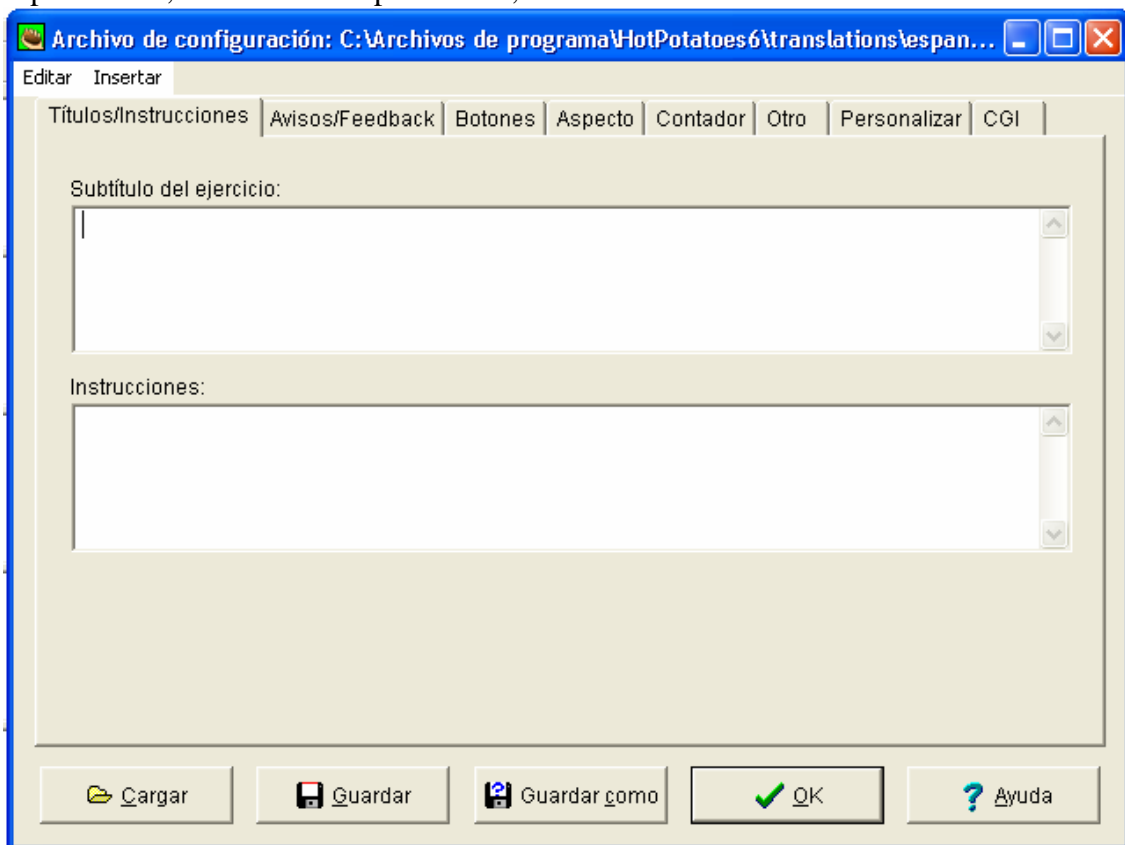 Archivo de configuración: C:\Archivos de programa\HotPotatoes6\translations\espan...
Editar Insertar
Títulos/Instrucciones Avisos/Feedback Botones Aspecto Contador Otro Personalizar CGI
Subtítulo del ejercicio:
Instrucciones:
Cargar Guardar Guardar como OK Ayuda